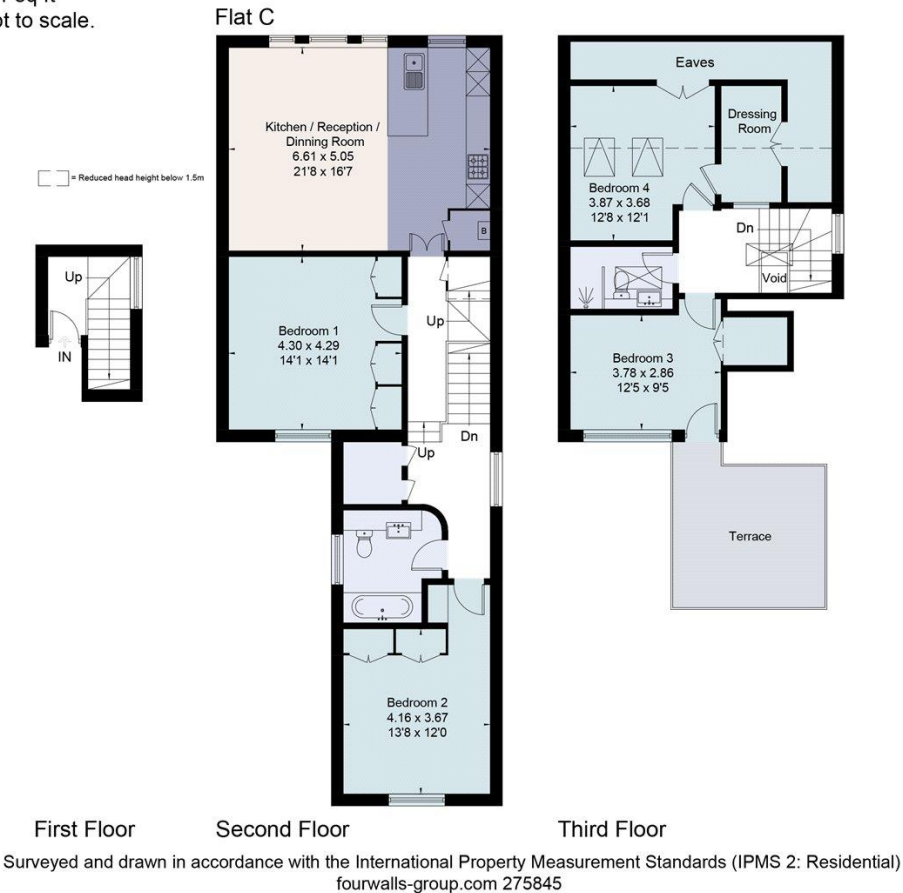 ot to scale.
Flat C
Kitchen / Reception /
Dinning Room
6.61 x 5.05
21'8 x 16'7
B
= Reduced head height below 1.5m
Up
IN
Bedroom 1
4.30 x 4.29
14'1 x 14'1
Up
Dn
Up
Bedroom 2
4.16 x 3.67
13'8 x 12'0
Eaves
Dressing
Room
Bedroom 4
3.87 x 3.68
12'8 x 12'1
Dn
Void
Bedroom 3
3.78 x 2.86
12'5 x 9'5
Terrace
First Floor
Second Floor
Third Floor
Surveyed and drawn in accordance with the International Property Measurement Standards (IPMS 2: Residential)
fourwalls-group.com 275845